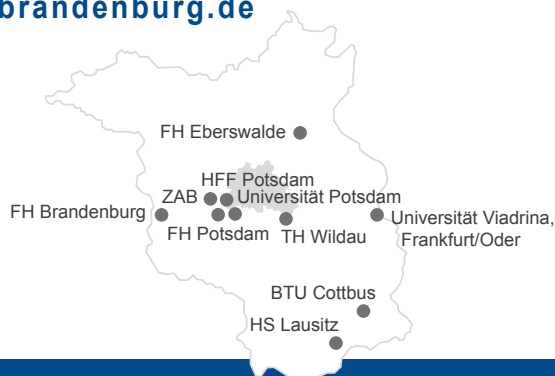 brandenburg.de
FH Eberswalde
HFF Potsdam
ZAB
Universität Potsdam
FH Brandenburg
Universität Viadrina,
Frankfurt/Oder
FH Potsdam
TH Wildau
BTU Cottbus
HS Lausitz